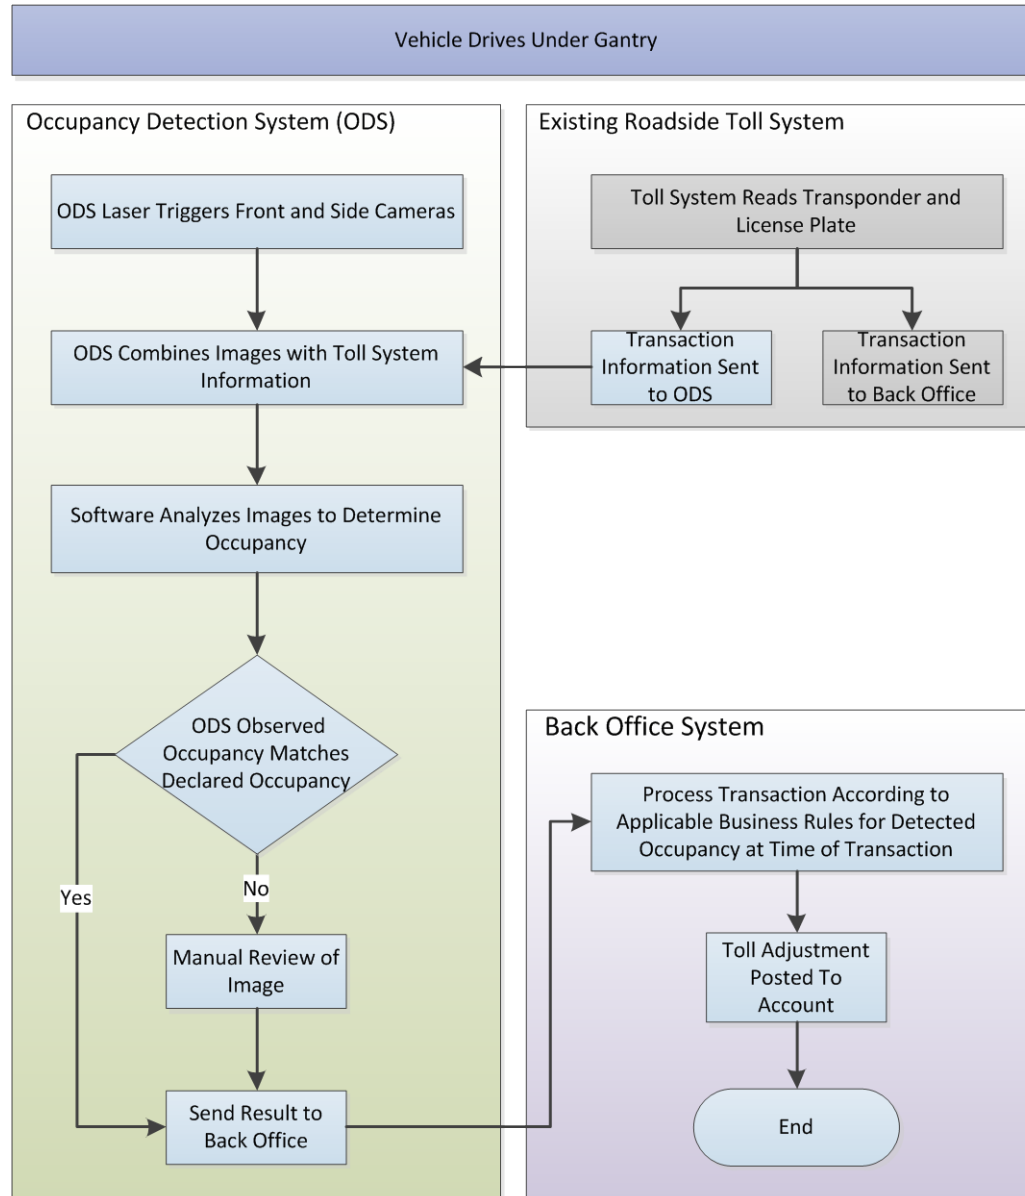 Vehicle Drives Under Gantry
Occupancy Detection System (ODS)
ODS Laser Triggers Front and Side Cameras
ODS Combines Images with Toll System
Information
Software Analyzes Images to Determine
Occupancy
ODS Observed
Occupancy Matches
Declared Occupancy
Yes
No
Manual Review of
Image
Send Result to
Back Office
Existing Roadside Toll System
Toll System Reads Transponder and
License Plate
Transaction
Information Sent
to ODS
Transaction
Information Sent
to Back Office
Back Office System
Process Transaction According to
Applicable Business Rules for Detected
Occupancy at Time of Transaction
Toll Adjustment
Posted To
Account
End